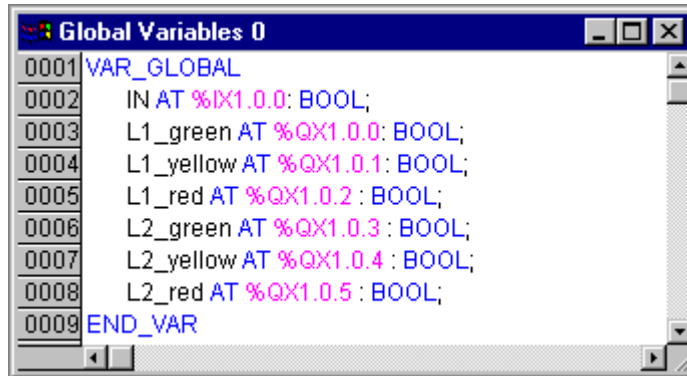 Global Variables 0
0001 VAR_GLOBAL
0002 IN AT %IX1.0.0: BOOL;
0003 L1_green AT %QX1.0.0: BOOL;
0004 L1_yellow AT %QX1.0.1: BOOL;
0005 L1_red AT %QX1.0.2 : BOOL;
0006 L2_green AT %QX1.0.3 : BOOL;
0007 L2_yellow AT %QX1.0.4 : BOOL;
0008 L2_red AT %QX1.0.5 : BOOL;
0009 END_VAR